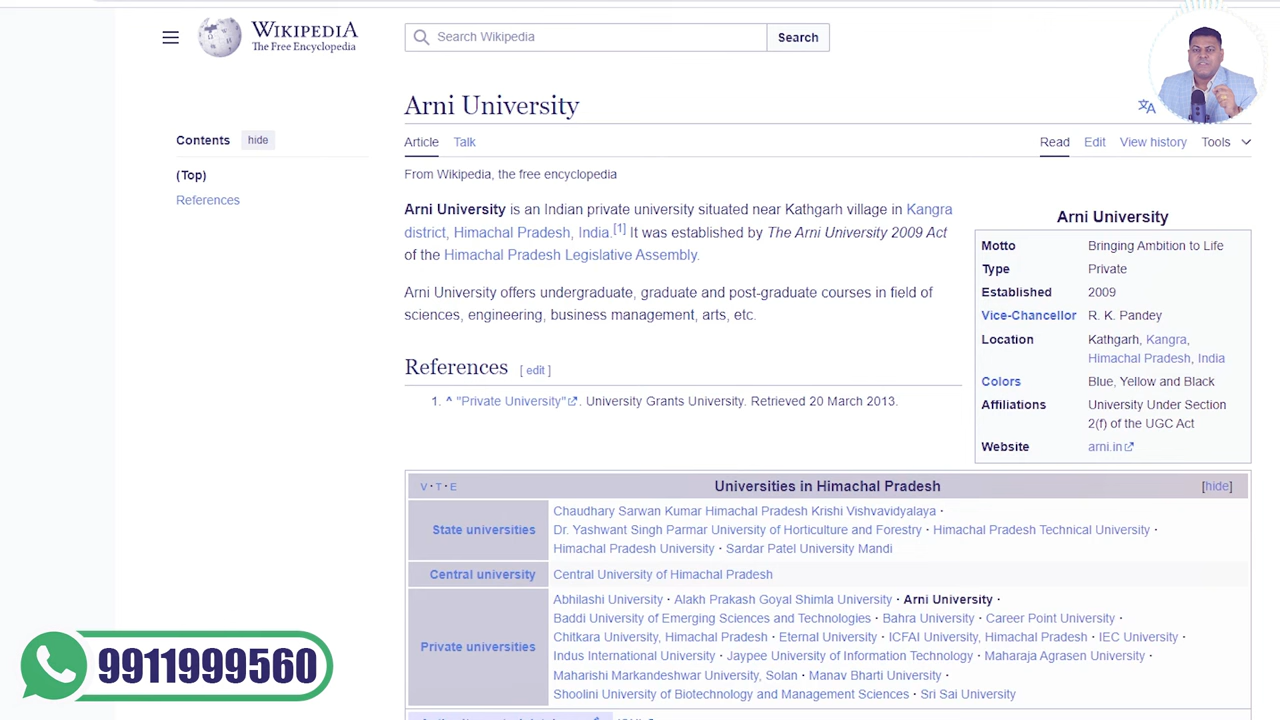 WIKIPEDIA
The Free Encyclopedia
Search Wikipedia
Search
Arni University
Contents hide
Article Talk
Read Edit View history Tools
(Top)
From Wikipedia, the free encyclopedia
References
Arni University is an Indian private university situated near Kathgarh village in Kangra
district, Himachal Pradesh, India.[1] It was established by The Arni University 2009 Act
of the Himachal Pradesh Legislative Assembly.
Arni University offers undergraduate, graduate and post-graduate courses in field of
sciences, engineering, business management, arts, etc.
References [ edit ]
1. ^ "Private University". University Grants University. Retrieved 20 March 2013.
Arni University
Motto Bringing Ambition to Life
Type Private
Established 2009
Vice-Chancellor R. K. Pandey
Location Kathgarh, Kangra,
Himachal Pradesh, India
Colors Blue, Yellow and Black
Affiliations University Under Section
2(f) of the UGC Act
Website arni.in
V · T · E Universities in Himachal Pradesh [hide]
State universities
Chaudhary Sarwan Kumar Himachal Pradesh Krishi Vishvavidyalaya ·
Dr. Yashwant Singh Parmar University of Horticulture and Forestry · Himachal Pradesh Technical University ·
Himachal Pradesh University · Sardar Patel University Mandi
Central university Central University of Himachal Pradesh
Private universities
Abhilashi University · Alakh Prakash Goyal Shimla University · Arni University ·
Baddi University of Emerging Sciences and Technologies · Bahra University · Career Point University ·
Chitkara University, Himachal Pradesh · Eternal University · ICFAI University, Himachal Pradesh · IEC University ·
Indus International University · Jaypee University of Information Technology · Maharaja Agrasen University ·
Maharishi Markandeshwar University, Solan · Manav Bharti University ·
Shoolini University of Biotechnology and Management Sciences · Sri Sai University
9911999560